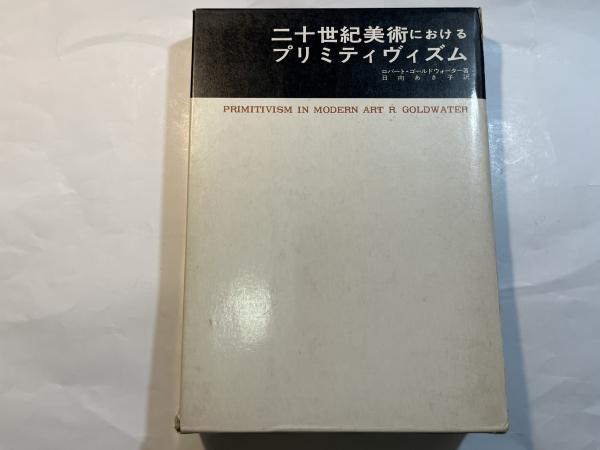 二十世紀美術における
プリミティヴィズム
ロバート・ゴールドウォーター著
日向あき子訳
PRIMITIVISM IN MODERN ART R. GOLDWATER